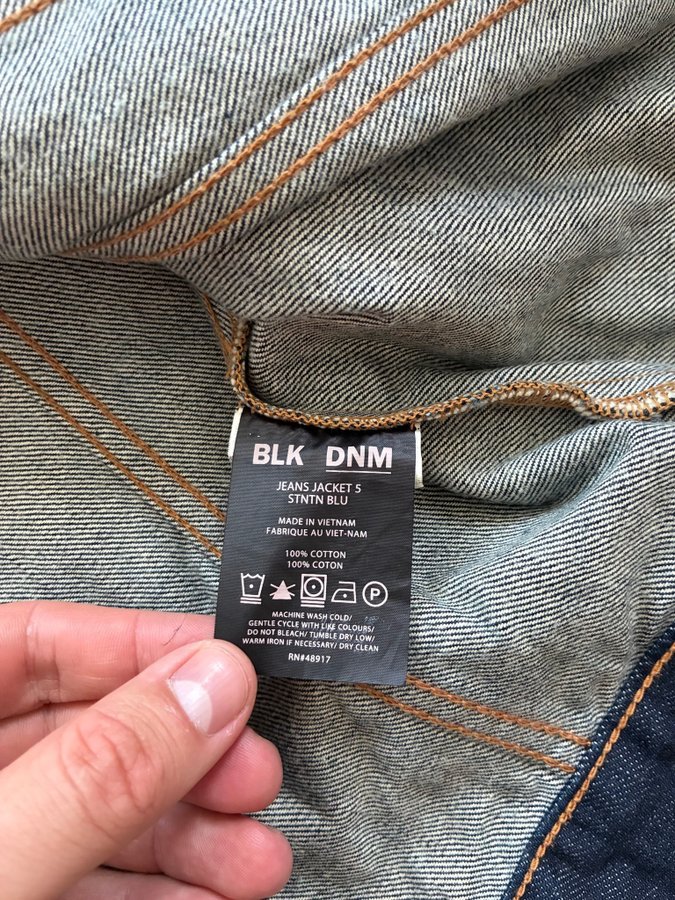 BLK DNM
JEANS JACKET 5
STNTN BLU
MADE IN VIETNAM
FABRIQUE AU VIET-NAM
100% COTTON
100% COTON
P
MACHINE WASH COLD/
GENTLE CYCLE WITH LIKE COLOURS/
DO NOT BLEACH/ TUMBLE DRY LOW/
WARM IRON IF NECESSARY/ DRY CLEAN
RN#48917